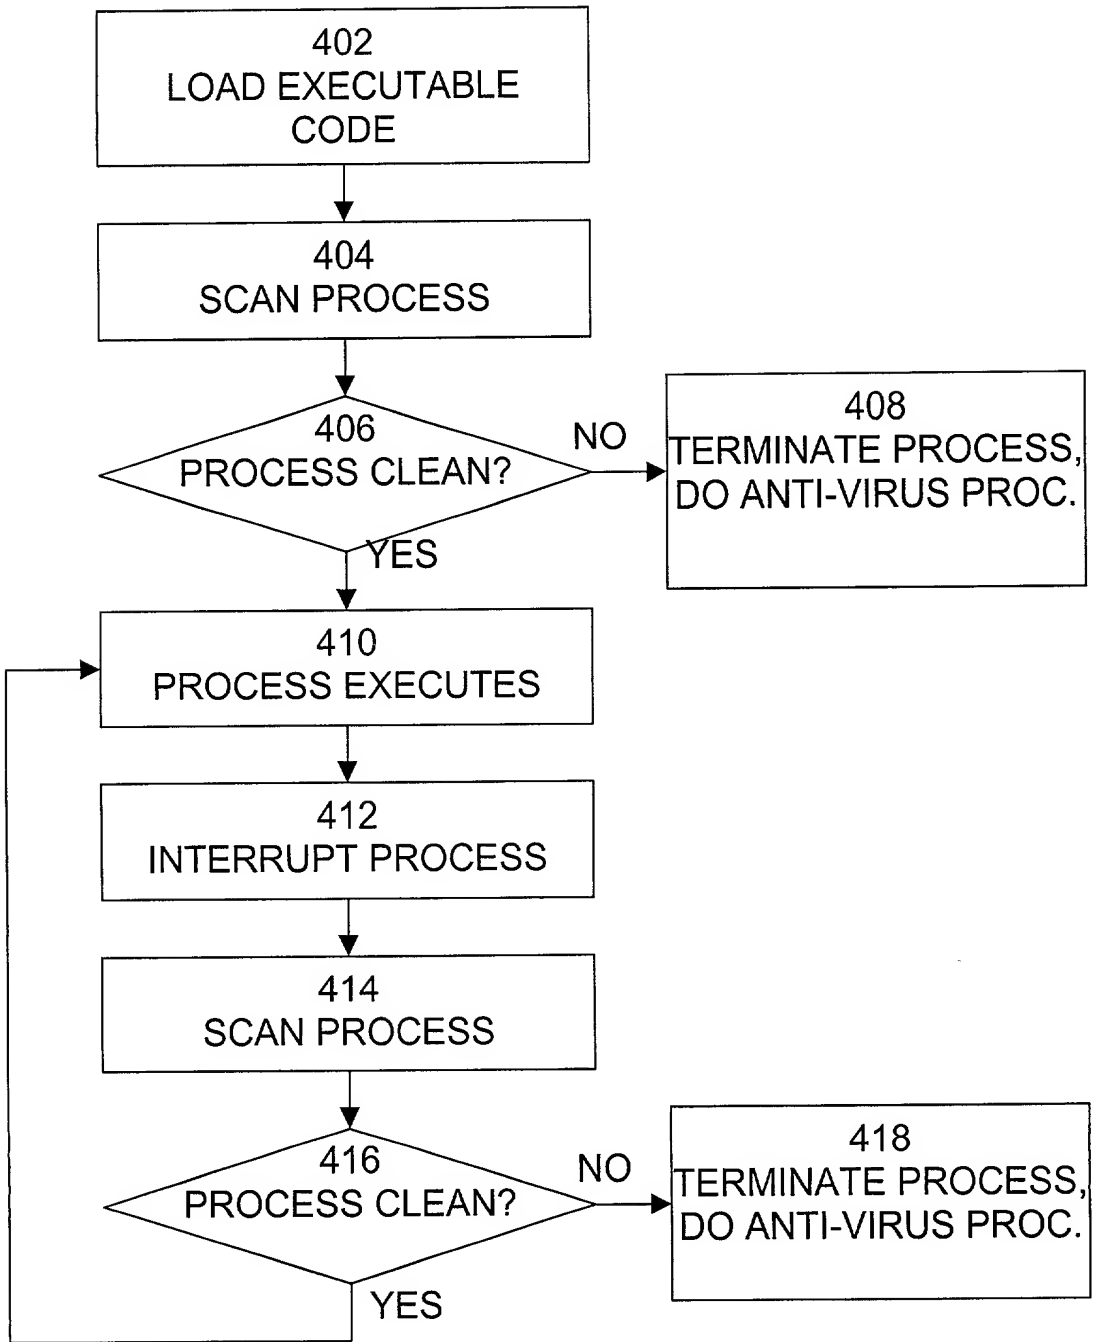 402
LOAD EXECUTABLE
CODE
404
SCAN PROCESS
406
PROCESS CLEAN?
NO
408
TERMINATE PROCESS,
DO ANTI-VIRUS PROC.
YES
410
PROCESS EXECUTES
412
INTERRUPT PROCESS
414
SCAN PROCESS
416
PROCESS CLEAN?
NO
418
TERMINATE PROCESS,
DO ANTI-VIRUS PROC.
YES